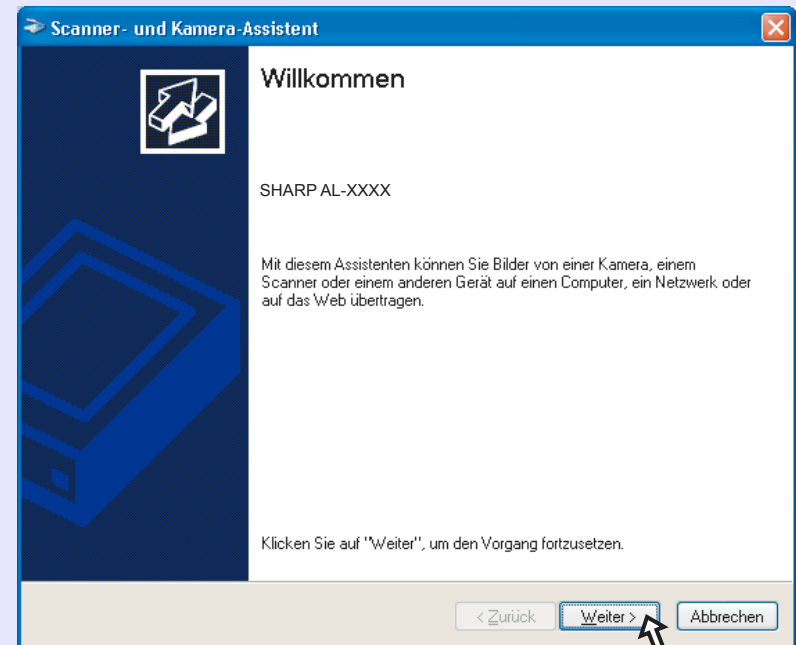 Scanner- und Kamera-Assistent
Willkommen
SHARP AL-XXXX
Mit diesem Assistenten können Sie Bilder von einer Kamera, einem
Scanner oder einem anderen Gerät auf einen Computer, ein Netzwerk oder
auf das Web übertragen.
Klicken Sie auf "Weiter", um den Vorgang fortzusetzen.
< Zurück Weiter > Abbrechen